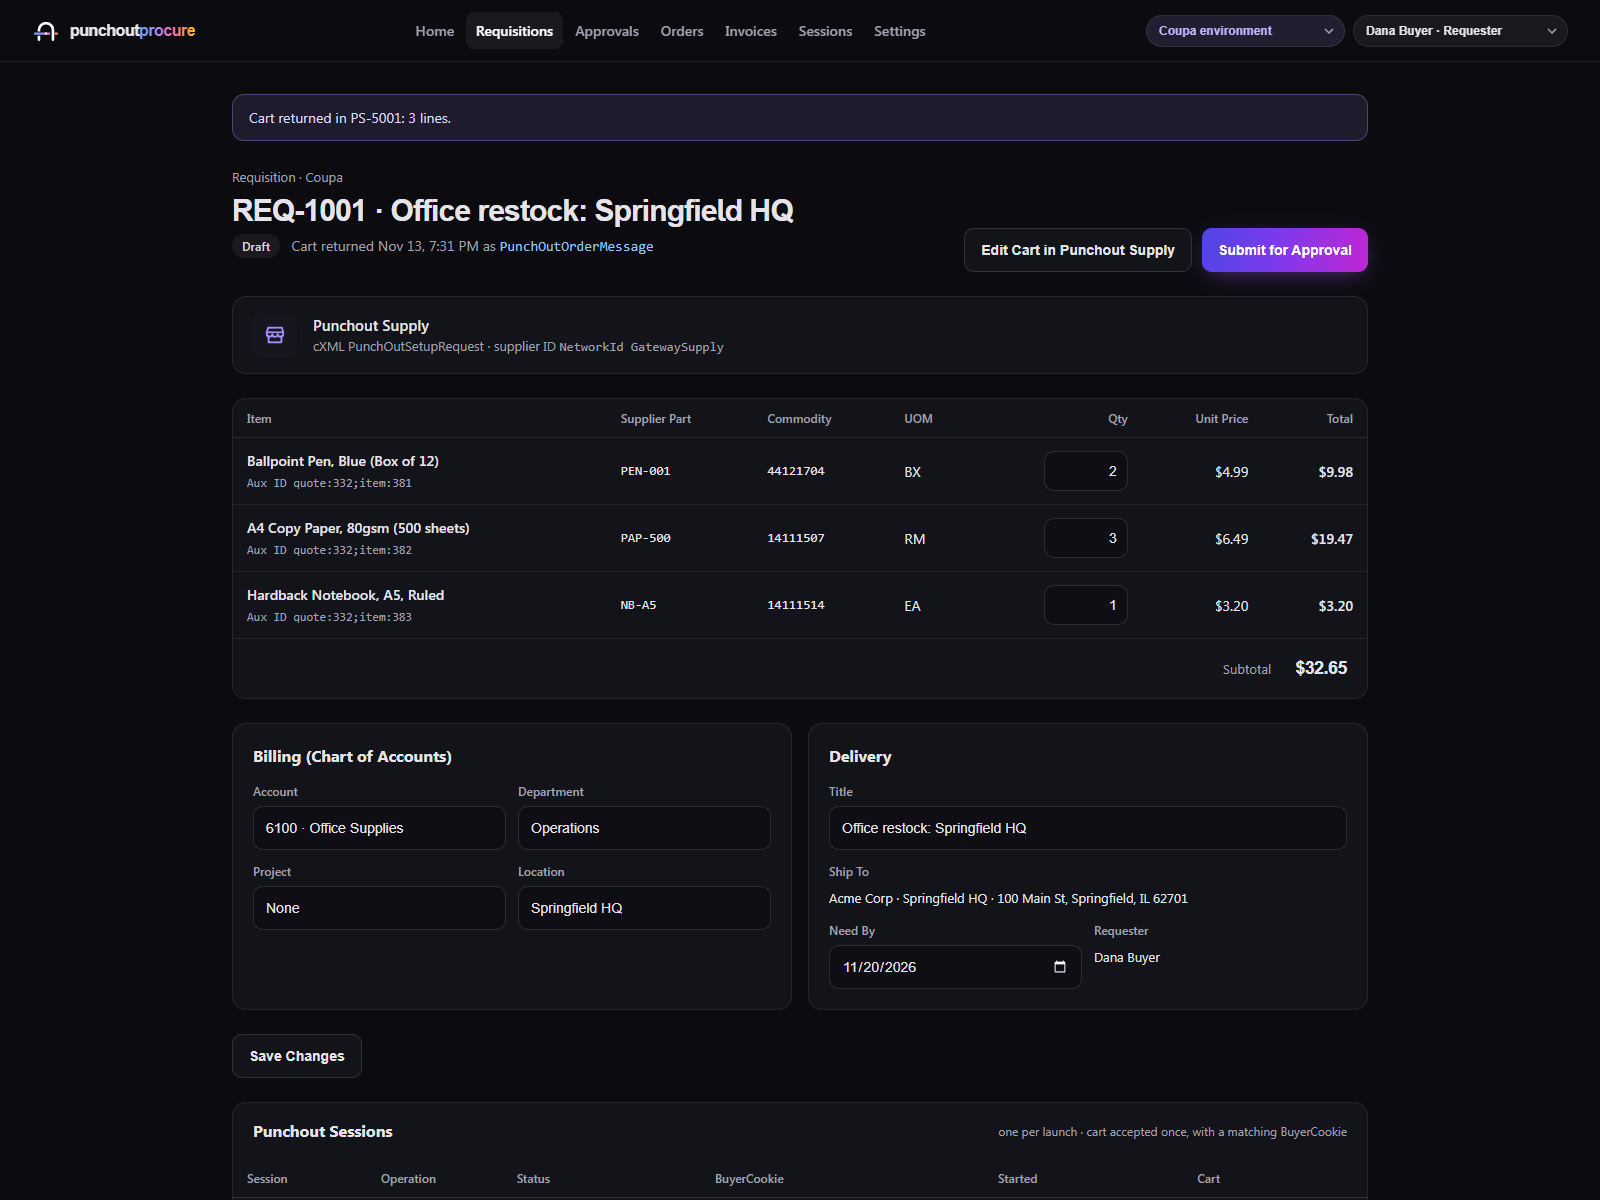 punchoutprocure
Home Requisitions Approvals Orders Invoices Sessions Settings
Coupa environment
Dana Buyer · Requester
Cart returned in PS-5001: 3 lines.
Requisition · Coupa
REQ-1001 · Office restock: Springfield HQ
Draft Cart returned Nov 13, 7:31 PM as PunchOutOrderMessage
Edit Cart in Punchout Supply
Submit for Approval
Punchout Supply
cXML PunchOutSetupRequest · supplier ID NetworkId GatewaySupply
Item Supplier Part Commodity UOM Qty Unit Price Total
Ballpoint Pen, Blue (Box of 12)
Aux ID quote:332;item:381
PEN-001 44121704 BX 2 $4.99 $9.98
A4 Copy Paper, 80gsm (500 sheets)
Aux ID quote:332;item:382
PAP-500 14111507 RM 3 $6.49 $19.47
Hardback Notebook, A5, Ruled
Aux ID quote:332;item:383
NB-A5 14111514 EA 1 $3.20 $3.20
Subtotal $32.65
Billing (Chart of Accounts)
Account Department
6100 · Office Supplies Operations
Project Location
None Springfield HQ
Delivery
Title
Office restock: Springfield HQ
Ship To
Acme Corp · Springfield HQ · 100 Main St, Springfield, IL 62701
Need By Requester
11/20/2026 Dana Buyer
Save Changes
Punchout Sessions
one per launch · cart accepted once, with a matching BuyerCookie
Session Operation Status BuyerCookie Started Cart